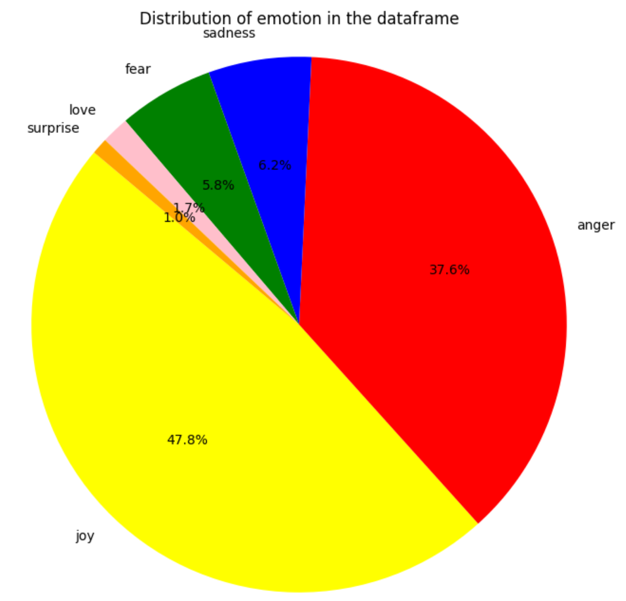 Distribution of emotion in the dataframe
sadness
fear
love
surprise
6.2%
5.8%
1.7%
1.0%
anger
37.6%
47.8%
joy